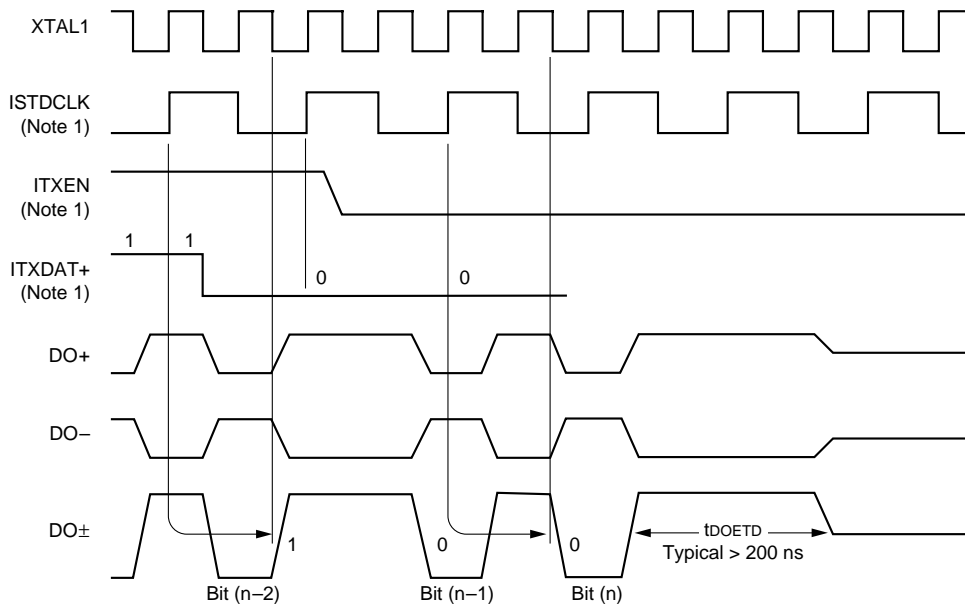 XTAL1
ISTDCLK
(Note 1)
ITXEN
(Note 1)
1 1
ITXDAT+
(Note 1)
0 0
DO+
DO−
DO±
1 0 0
tDOETD
Typical > 200 ns
Bit (n−2) Bit (n−1) Bit (n)